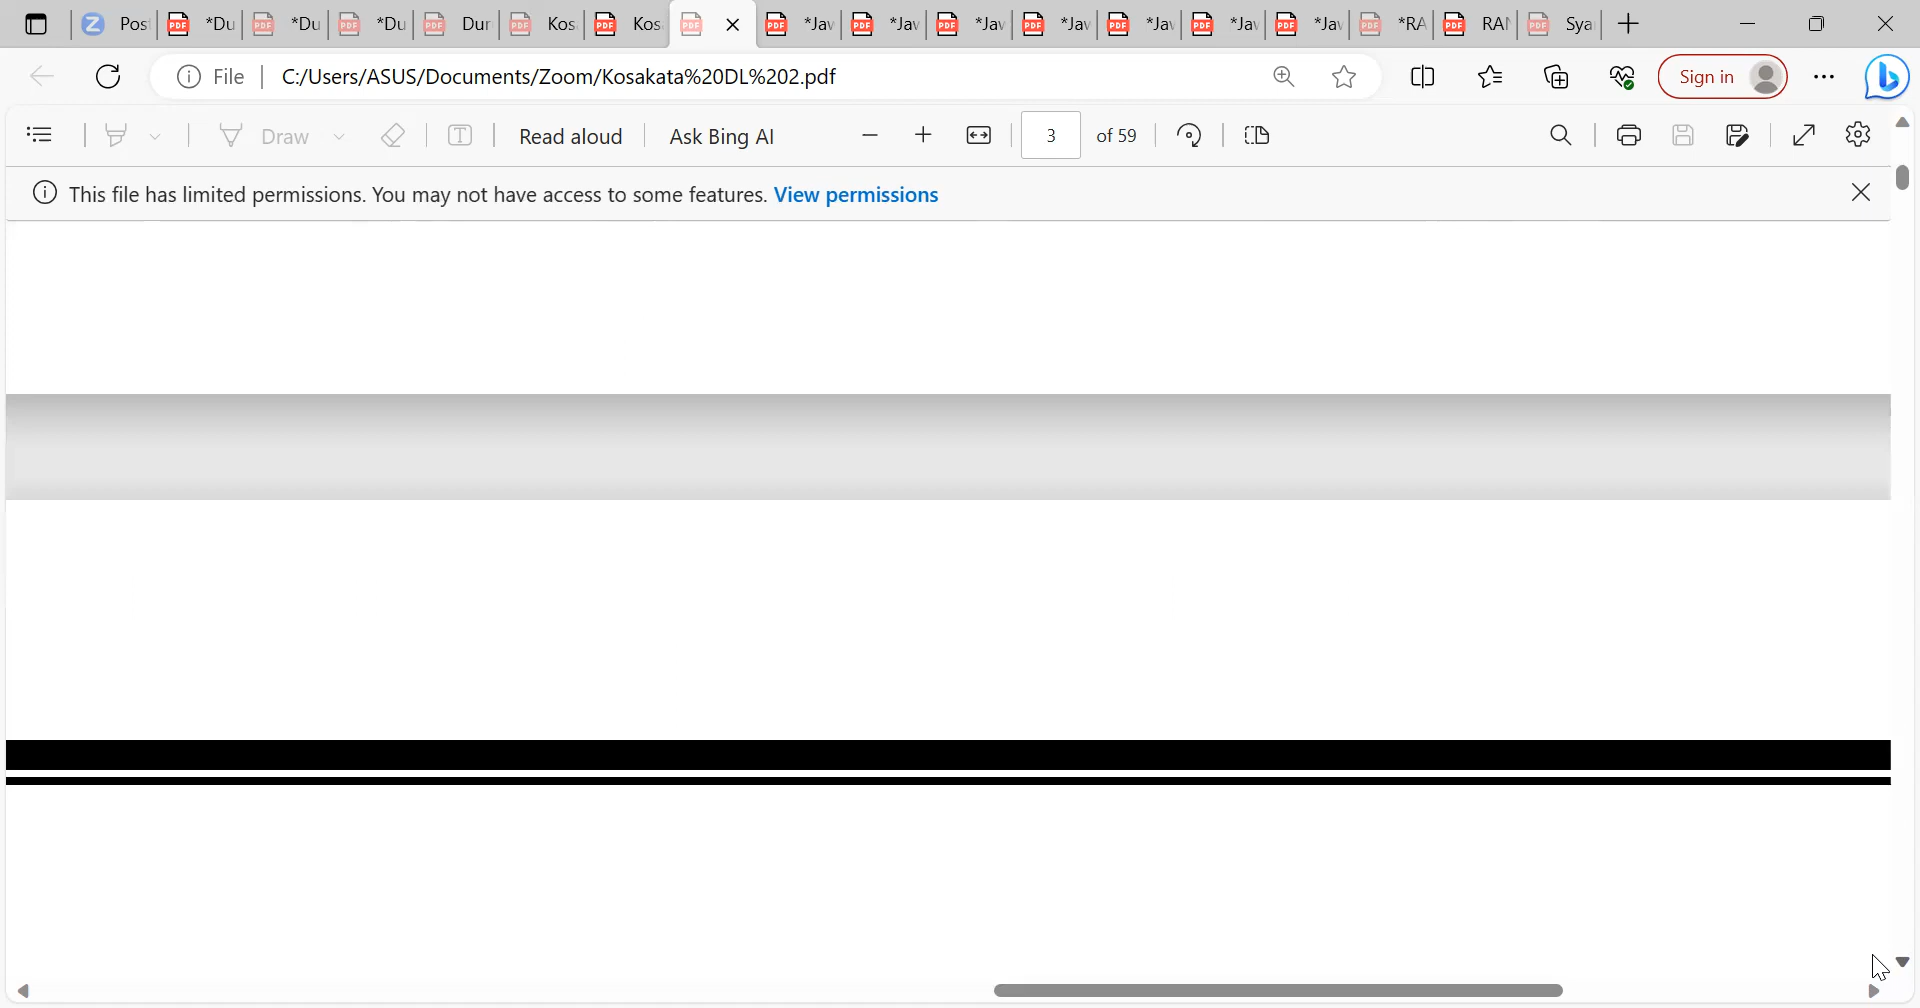 Pos
*Du
*Du
*Du
Dur
Kos
Kos
*Jav
*Jav
*Jav
*Jav
*Jav
*Jav
*Jav
*RA
RAN
Sya
File
C:/Users/ASUS/Documents/Zoom/Kosakata%20DL%202.pdf
Sign in
Draw
Read aloud
Ask Bing AI
3
of 59
This file has limited permissions. You may not have access to some features. View permissions